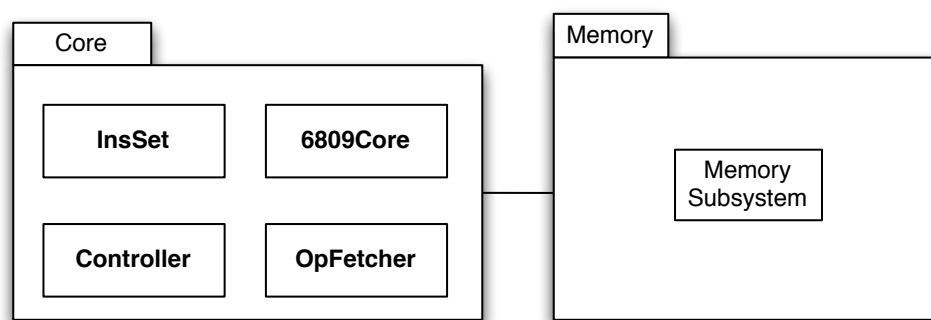 Core
InsSet
6809Core
Controller
OpFetcher
Memory
Memory
Subsystem